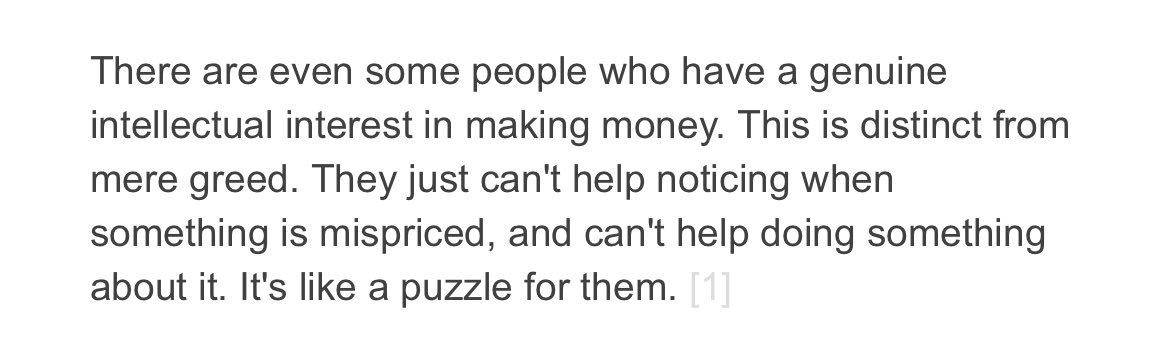 There are even some people who have a genuine
intellectual interest in making money. This is distinct from
mere greed. They just can't help noticing when
something is mispriced, and can't help doing something
about it. It's like a puzzle for them. [1]